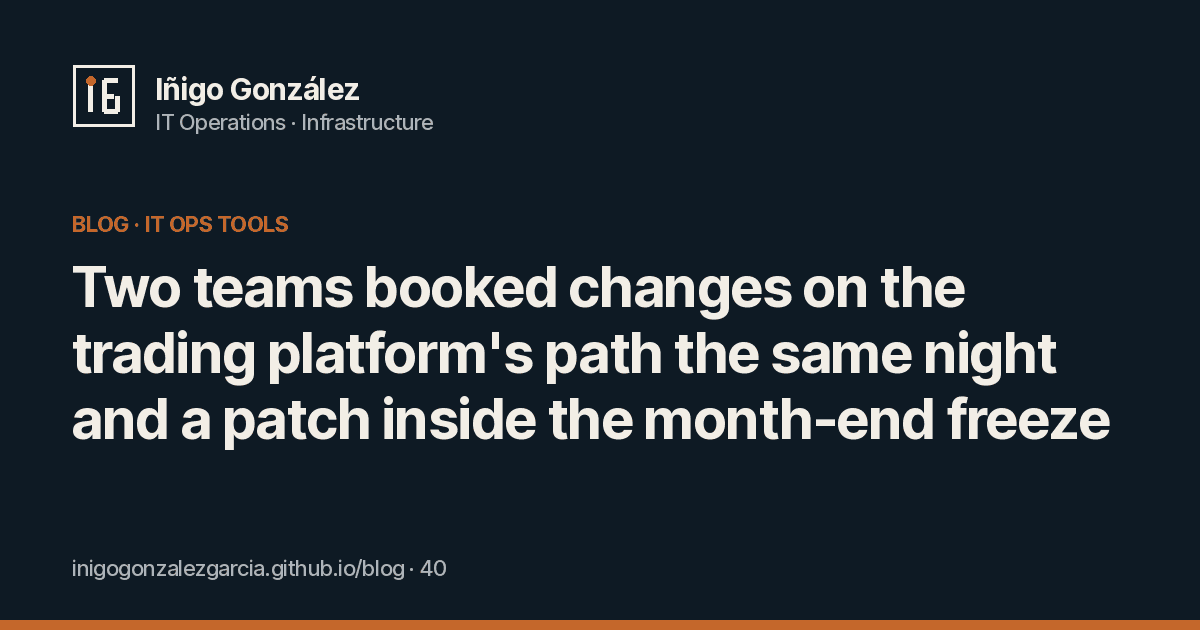 iG
Iñigo González
IT Operations · Infrastructure
BLOG · IT OPS TOOLS
Two teams booked changes on the
trading platform's path the same night
and a patch inside the month-end freeze
inigogonzalezgarcia.github.io/blog · 40